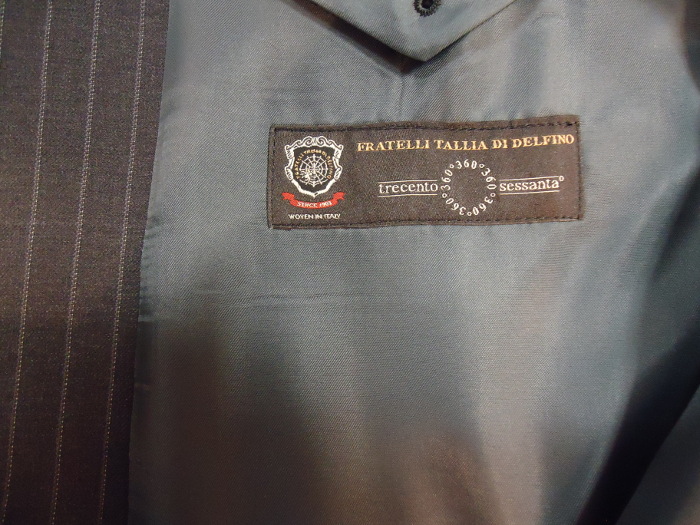 FRATELLI TALLIA DI DELFINO
trecento sessanta°
360°360°360°360°360°
SINCE 1903
WOVEN IN ITALY